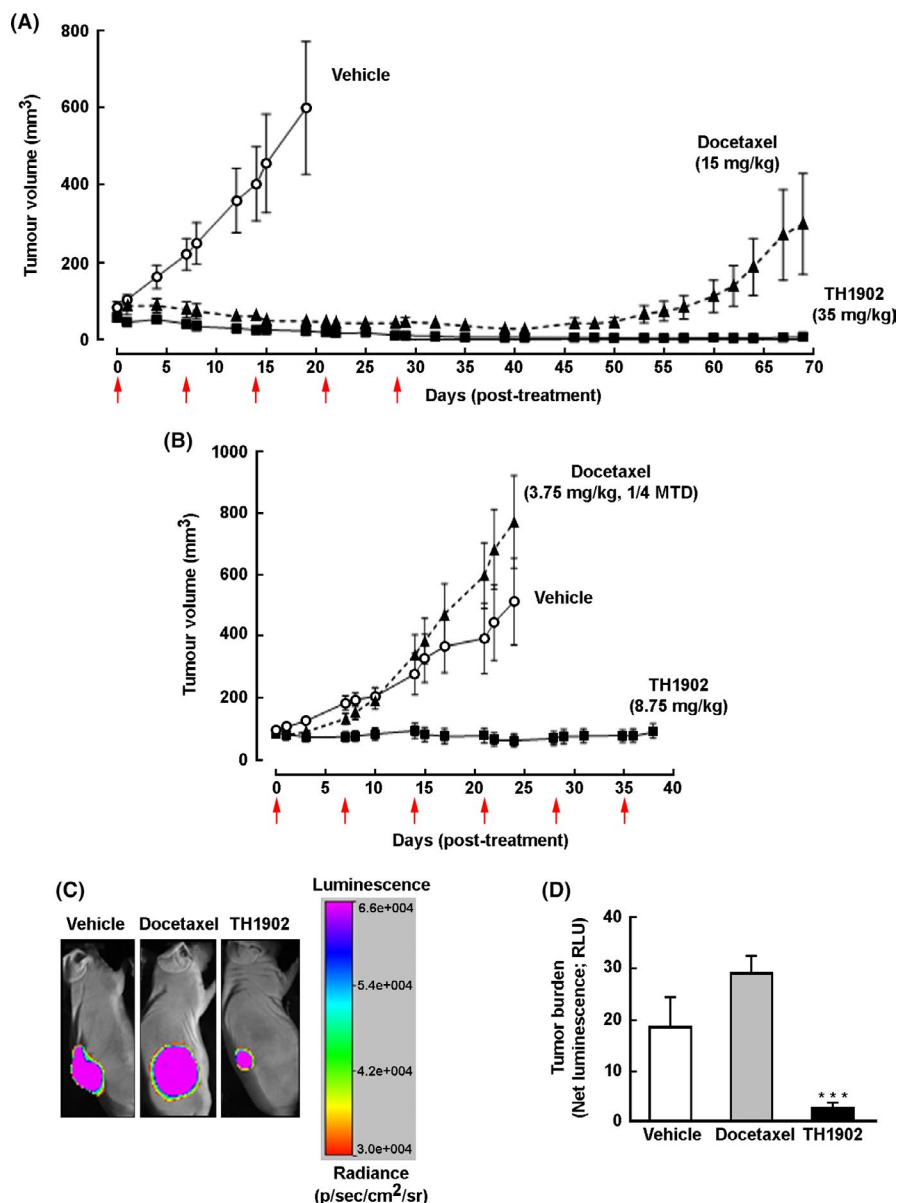 (A)
800
600
400
200
0
Tumour volume (mm3)
Vehicle
Docetaxel
(15 mg/kg)
TH1902
(35 mg/kg)
0 5 10 15 20 25 30 35 40 45 50 55 60 65 70
Days (post-treatment)
(B)
1000
800
600
400
200
0
Tumour volume (mm3)
Docetaxel
(3.75 mg/kg, 1/4 MTD)
Vehicle
TH1902
(8.75 mg/kg)
0 5 10 15 20 25 30 35 40
Days (post-treatment)
(C)
Vehicle Docetaxel TH1902
Luminescence
6.6e+004
5.4e+004
4.2e+004
3.0e+004
Radiance
(p/sec/cm2/sr)
(D)
40
30
20
10
0
Tumor burden
(Net luminescence; RLU)
***
Vehicle Docetaxel TH1902